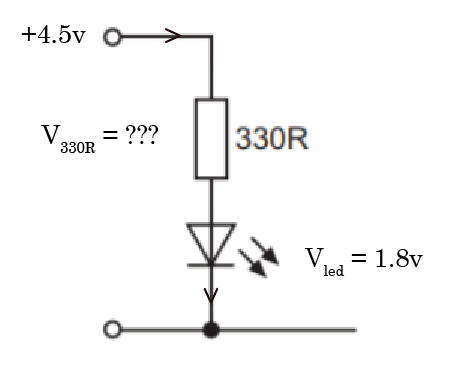 +4.5v
V330R = ???
330R
Vled = 1.8v